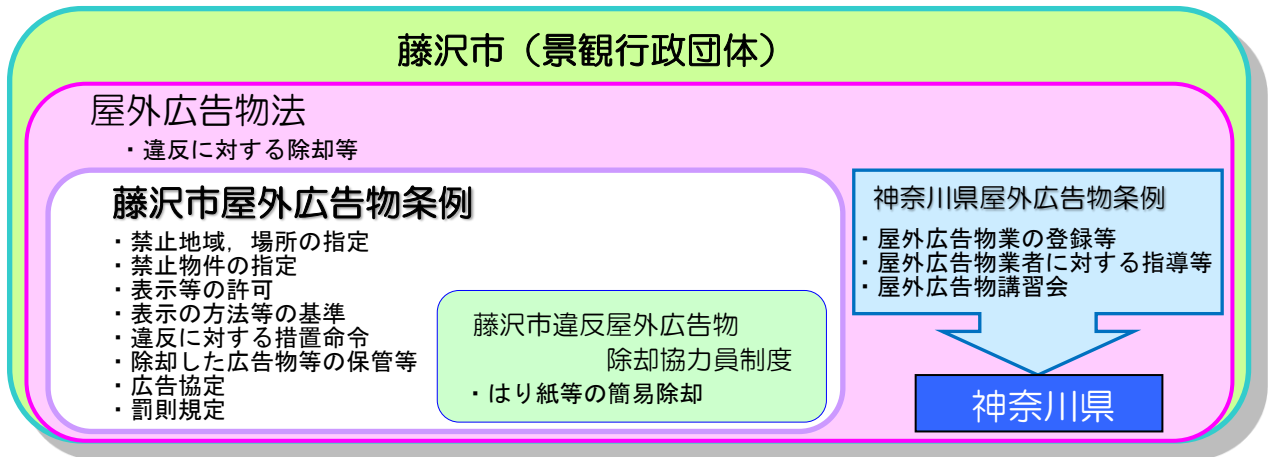 藤沢市（景観行政団体）
屋外広告物法
・違反に対する除却等
藤沢市屋外広告物条例
・禁止地域，場所の指定
・禁止物件の指定
・表示等の許可
・表示の方法等の基準
・違反に対する措置命令
・除却した広告物等の保管等
・広告協定
・罰則規定
藤沢市違反屋外広告物
除却協力員制度
・はり紙等の簡易除却
神奈川県屋外広告物条例
・屋外広告物業の登録等
・屋外広告物業者に対する指導等
・屋外広告物講習会
神奈川県